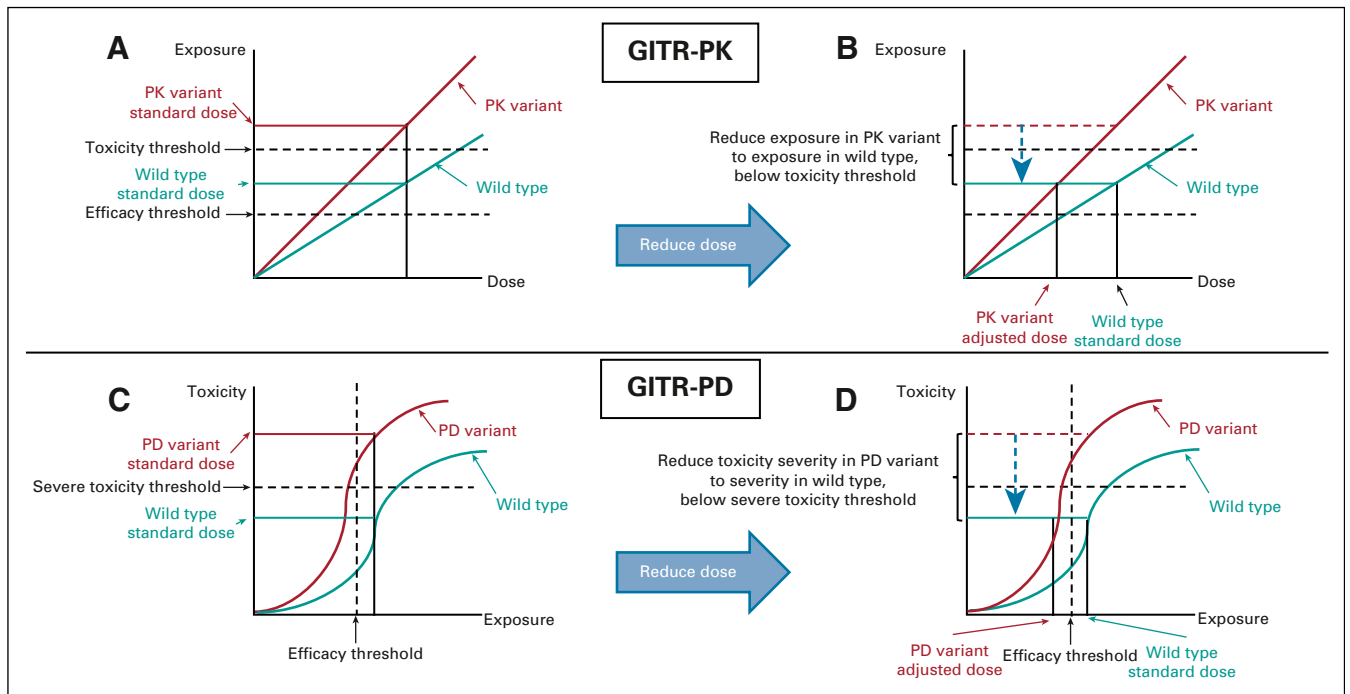 GITR-PK
A
Exposure
PK variant
standard dose
PK variant
Toxicity threshold
Wild type
standard dose
Wild type
Efficacy threshold
Dose
Reduce dose
B
Exposure
PK variant
Reduce exposure in PK variant
to exposure in wild type,
below toxicity threshold
Wild type
Dose
PK variant
adjusted dose
Wild type
standard dose
GITR-PD
C
Toxicity
PD variant
PD variant
standard dose
Severe toxicity threshold
Wild type
Wild type
standard dose
Exposure
Efficacy threshold
Reduce dose
D
Toxicity
PD variant
Reduce toxicity severity in PD variant
to severity in wild type,
below severe toxicity threshold
Wild type
Exposure
PD variant
adjusted dose
Efficacy threshold
Wild type
standard dose